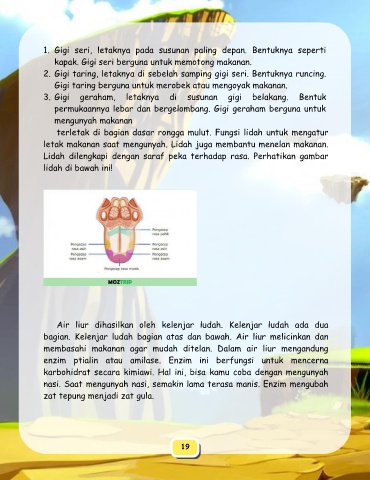 1. Gigi seri, letaknya pada susunan paling depan. Bentuknya seperti
kapak. Gigi seri berguna untuk memotong makanan.
2. Gigi taring, letaknya di sebelah samping gigi seri. Bentuknya runcing.
Gigi taring berguna untuk merobek atau mengoyak makanan.
3. Gigi geraham, letaknya di susunan gigi belakang. Bentuk
permukaannya lebar dan bergelombang. Gigi geraham berguna untuk
mengunyah makanan
terletak di bagian dasar rongga mulut. Fungsi lidah untuk mengatur
letak makanan saat mengunyah. Lidah juga membantu menelan makanan.
Lidah dilengkapi dengan saraf peka terhadap rasa. Perhatikan gambar
lidah di bawah ini!
Mengecap
rasa pahit
Mengecap
rasa asin
Mengecap
rasa asam
Mengecap
rasa asin
Mengecap
rasa asam
Mengecap rasa manis
MOZTRIP
Air liur dihasilkan oleh kelenjar ludah. Kelenjar ludah ada dua
bagian. Kelenjar ludah bagian atas dan bawah. Air liur melicinkan dan
membasahi makanan agar mudah ditelan. Dalam air liur mengandung
enzim ptialin atau amilase. Enzim ini berfungsi untuk mencerna
karbohidrat secara kimiawi. Hal ini, bisa kamu coba dengan mengunyah
nasi. Saat mengunyah nasi, semakin lama terasa manis. Enzim mengubah
zat tepung menjadi zat gula.
19